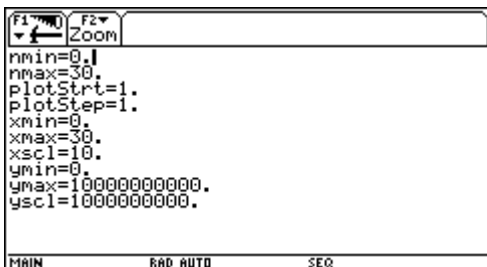 F1 F2
Zoom
nmin=0.
nmax=30.
plotStrt=1.
plotStep=1.
xmin=0.
xmax=30.
xscl=10.
ymin=0.
ymax=10000000000.
yscl=1000000000.
MAIN RAD AUTO SEQ